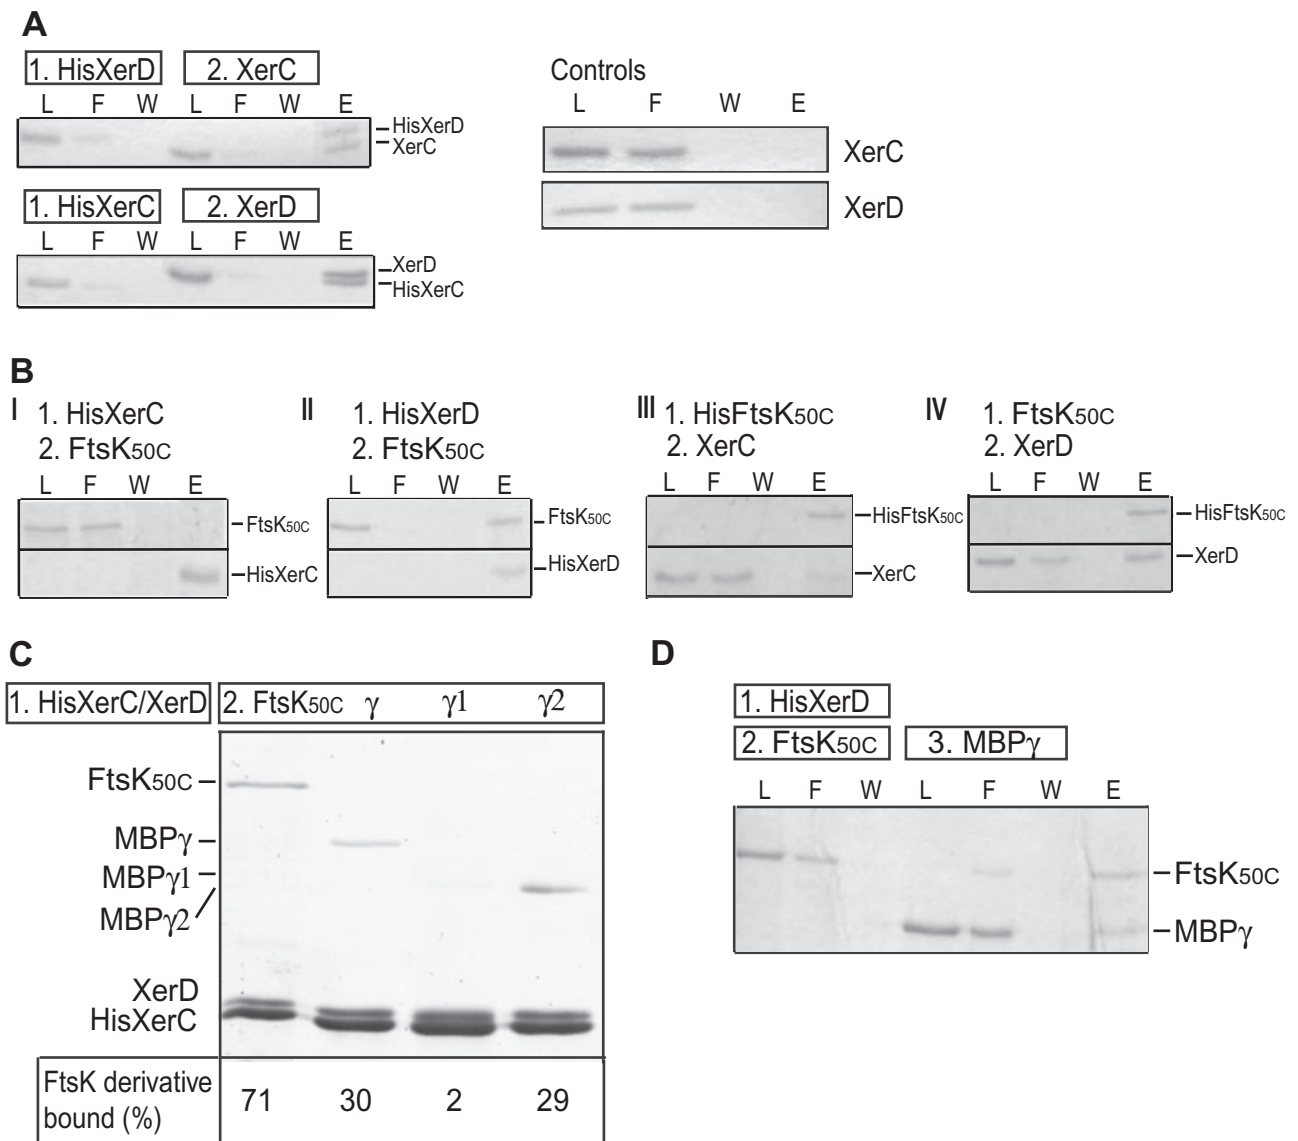 A
1. HisXerD 2. XerC
L F W L F W E
HisXerD
XerC
1. HisXerC 2. XerD
L F W L F W E
XerD
HisXerC
Controls
L F W E
XerC
XerD
B
I 1. HisXerC
2. FtsK50C
L F W E
FtsK50C
HisXerC
II 1. HisXerD
2. FtsK50C
L F W E
FtsK50C
HisXerD
III 1. HisFtsK50C
2. XerC
L F W E
HisFtsK50C
XerC
IV 1. FtsK50C
2. XerD
L F W E
HisFtsK50C
XerD
C
1. HisXerC/XerD 2. FtsK50C γ γ1 γ2
FtsK50C
MBPγ
MBPγ1
MBPγ2
XerD
HisXerC
FtsK derivative
bound (%)
71 30 2 29
D
1. HisXerD
2. FtsK50C 3. MBPγ
L F W L F W E
FtsK50C
MBPγ